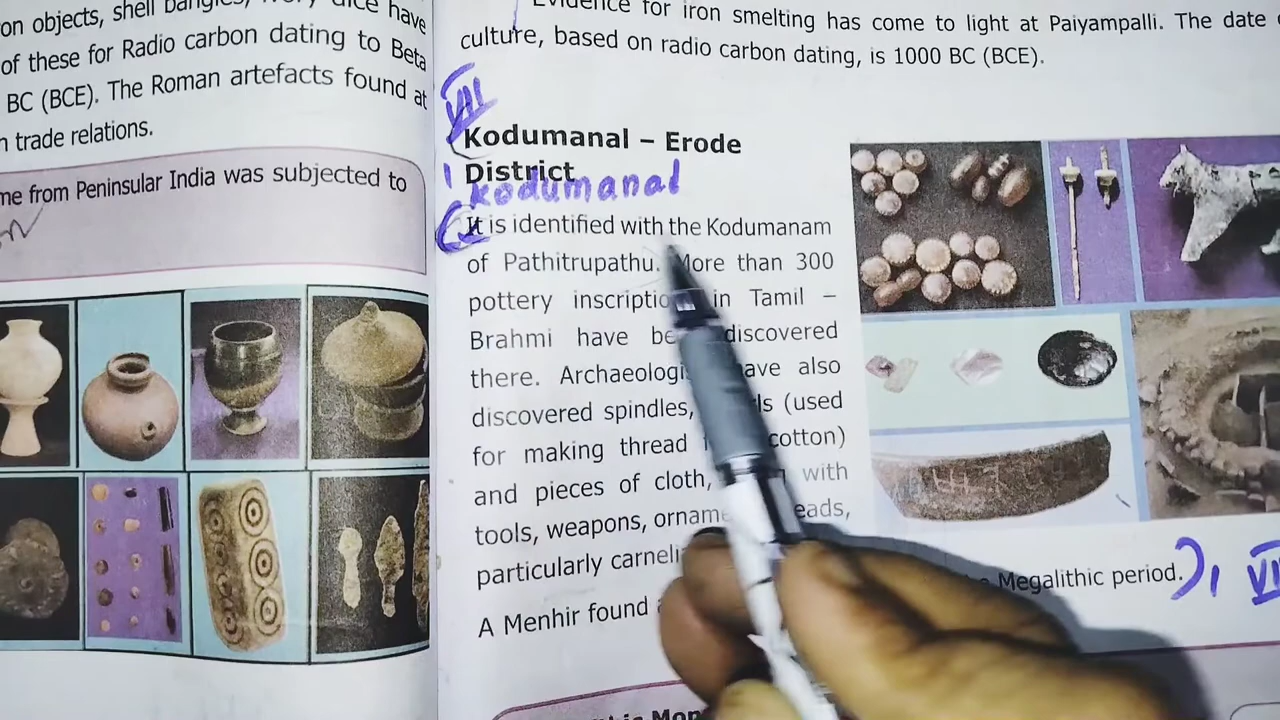 on objects, shell bangles, ivory dice have
of these for Radio carbon dating to Beta
BC (BCE). The Roman artefacts found at
trade relations.
me from Peninsular India was subjected to
Evidence for iron smelting has come to light at Paiyampalli. The date
culture, based on radio carbon dating, is 1000 BC (BCE).
VII
Kodumanal – Erode
District
kodumanal
It is identified with the Kodumanam
of Pathitrupathu. More than 300
pottery inscriptio in Tamil –
Brahmi have be discovered
there. Archaeologi have also
discovered spindles, ls (used
for making thread cotton)
and pieces of cloth, with
tools, weapons, orname eads,
particularly carneli
A Menhir found
Megalithic period.